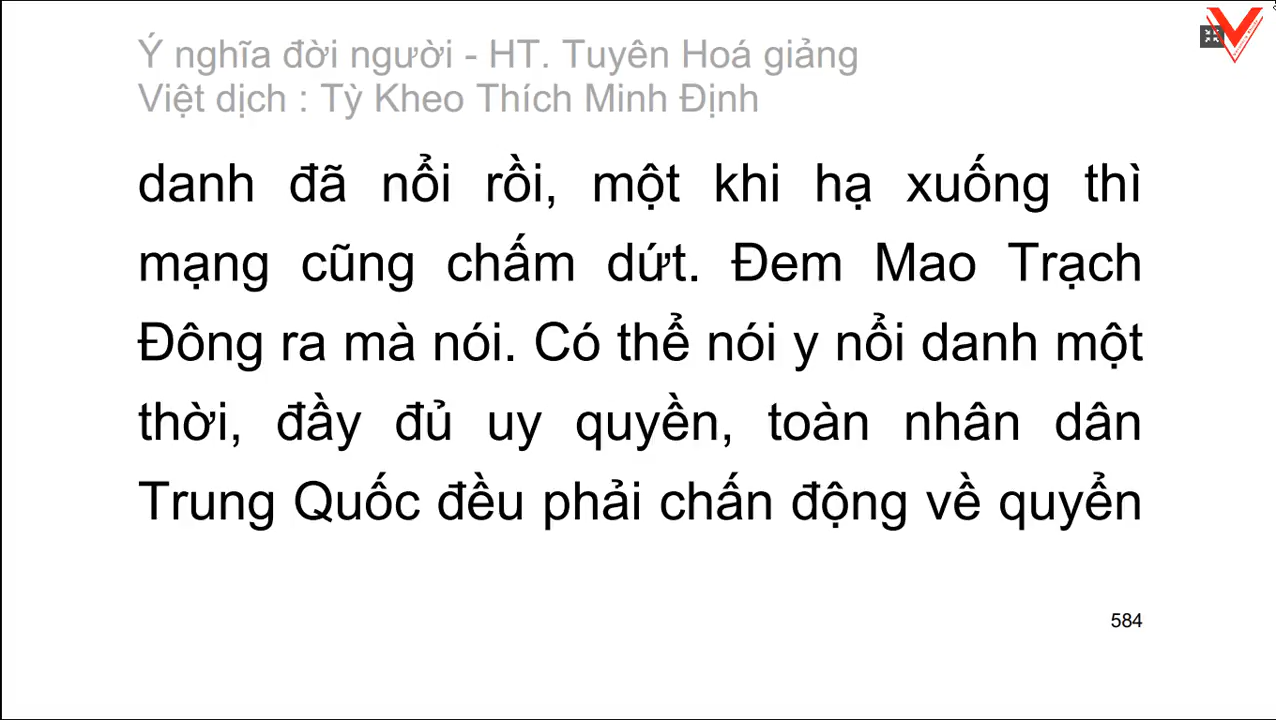 Ý nghĩa đời người - HT. Tuyên Hoá giảng
Việt dịch : Tỳ Kheo Thích Minh Định
danh đã nổi rồi, một khi hạ xuống thì
mạng cũng chấm dứt. Đem Mao Trạch
Đông ra mà nói. Có thể nói y nổi danh một
thời, đầy đủ uy quyền, toàn nhân dân
Trung Quốc đều phải chấn động về quyển
584